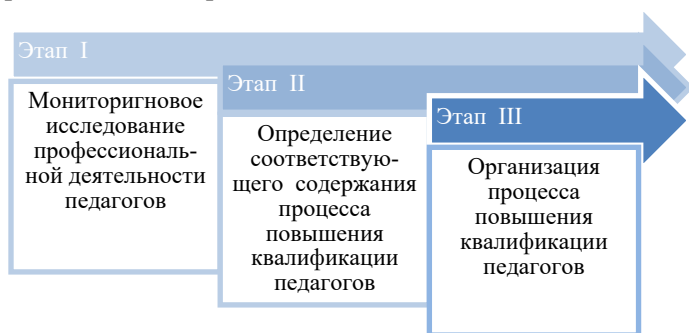 Этап I
Мониторигновое
исследование
профессиональ-
ной деятельности
педагогов
Этап II
Определение
соответствую-
щего содержания
процесса
повышения
квалификации
педагогов
Этап III
Организация
процесса
повышения
квалификации
педагогов